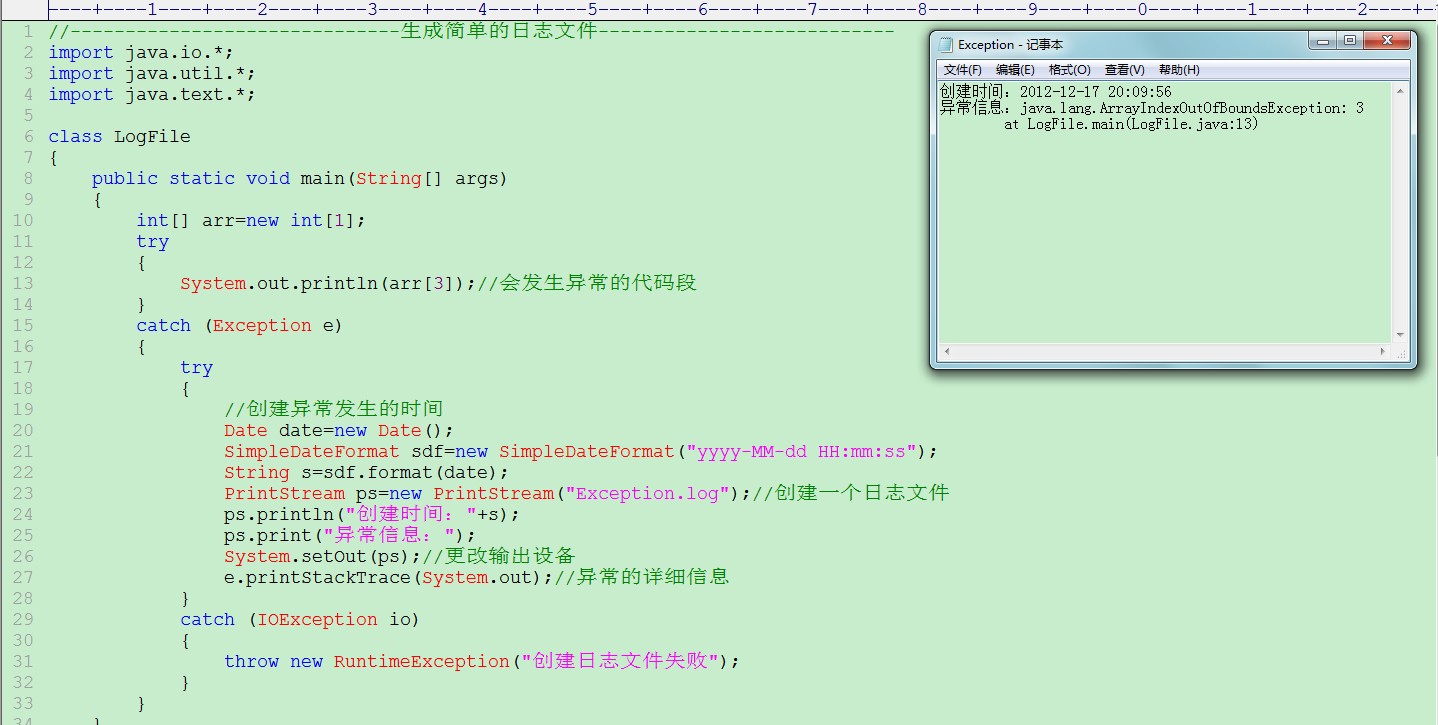 ----+----1----+----2----+----3----+----4----+----5----+----6----+----7----+----8----+----9----+----0----+----1----+----2----+-
1 //------------------------------生成简单的日志文件---------------------------
2 import java.io.*;
3 import java.util.*;
4 import java.text.*;
5
6 class LogFile
7 {
8     public static void main(String[] args)
9     {
10         int[] arr=new int[1];
11         try
12         {
13             System.out.println(arr[3]);//会发生异常的代码段
14         }
15         catch (Exception e)
16         {
17             try
18             {
19                 //创建异常发生的时间
20                 Date date=new Date();
21                 SimpleDateFormat sdf=new SimpleDateFormat("yyyy-MM-dd HH:mm:ss");
22                 String s=sdf.format(date);
23                 PrintStream ps=new PrintStream("Exception.log");//创建一个日志文件
24                 ps.println("创建时间："+s);
25                 ps.print("异常信息：");
26                 System.setOut(ps);//更改输出设备
27                 e.printStackTrace(System.out);//异常的详细信息
28             }
29             catch (IOException io)
30             {
31                 throw new RuntimeException("创建日志文件失败");
32             }
33         }
34     }
Exception - 记事本
文件(F) 编辑(E) 格式(O) 查看(V) 帮助(H)
创建时间：2012-12-17 20:09:56
异常信息：java.lang.ArrayIndexOutOfBoundsException: 3
        at LogFile.main(LogFile.java:13)